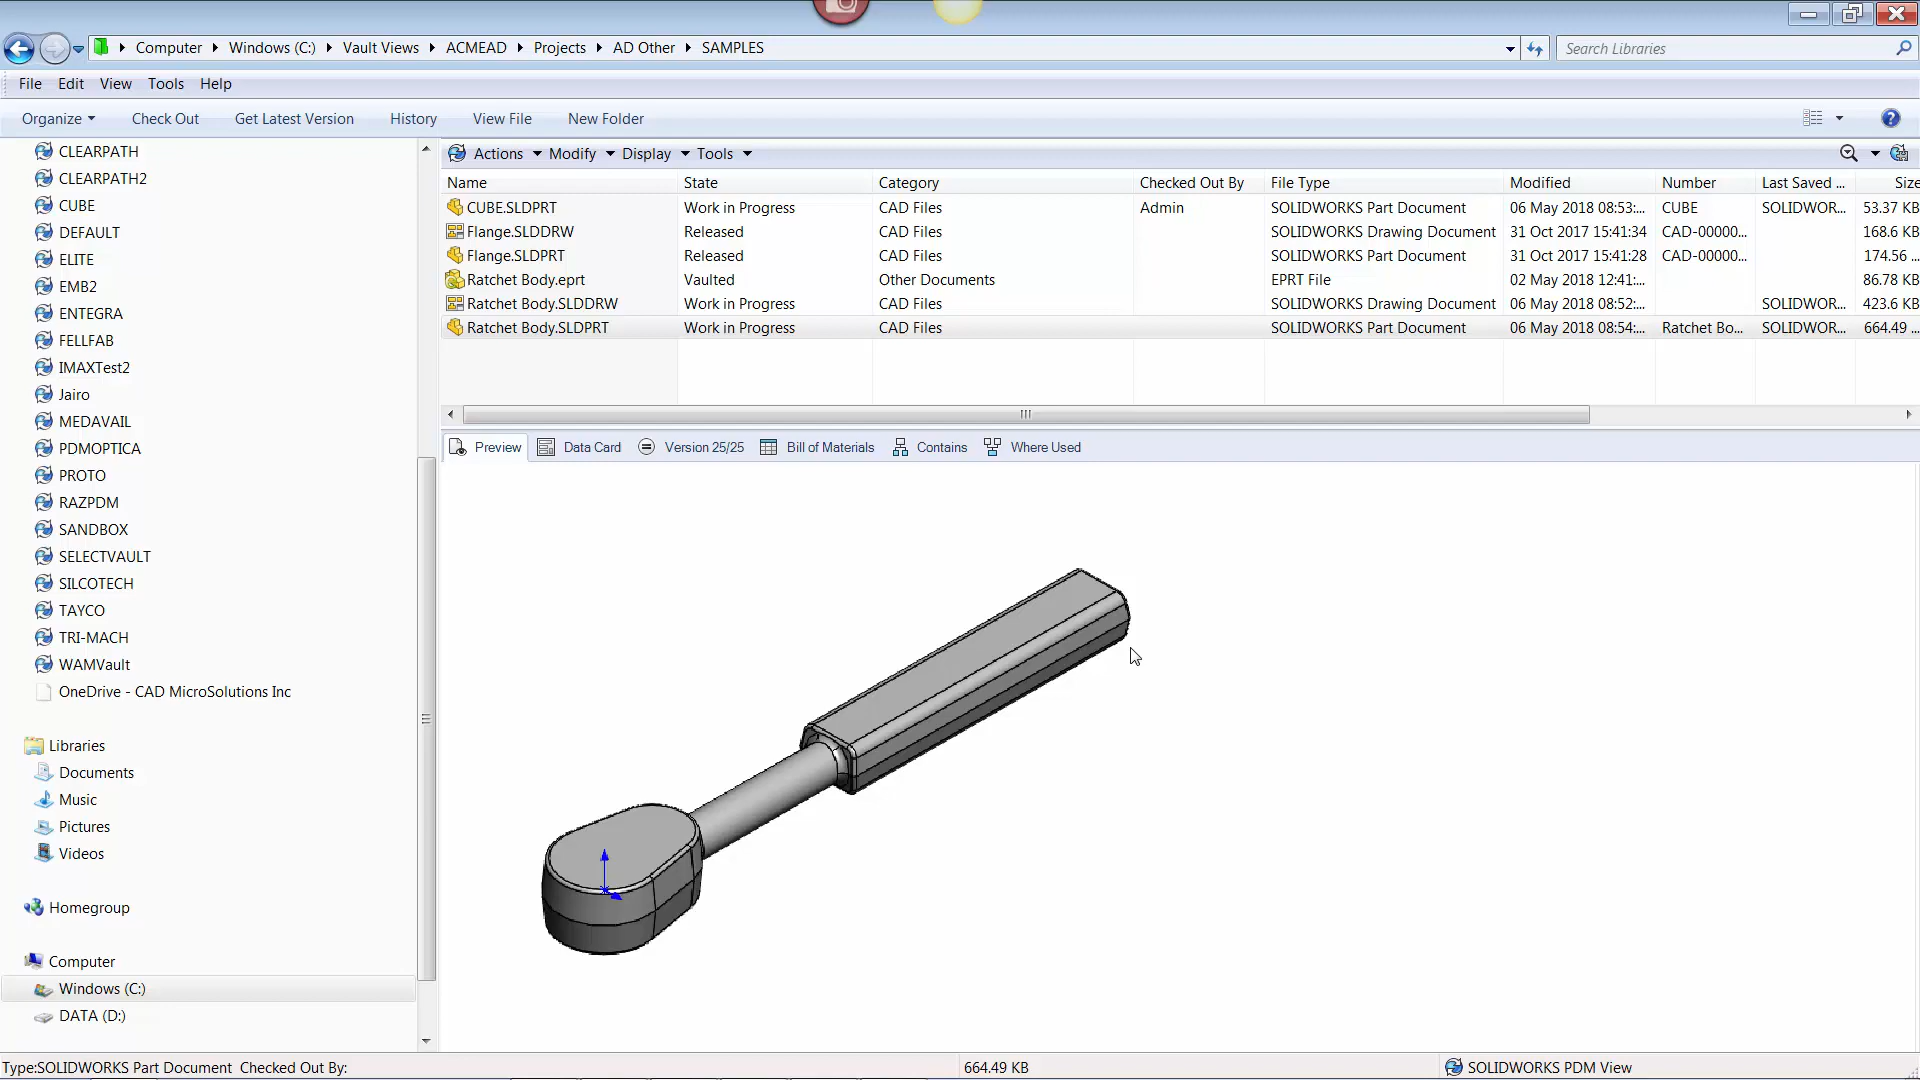 Computer Windows (C:) Vault Views ACMEAD Projects AD Other SAMPLES Search Libraries
File Edit View Tools Help
Organize Check Out Get Latest Version History View File New Folder
CLEARPATH
CLEARPATH2
CUBE
DEFAULT
ELITE
EMB2
ENTEGRA
FELLFAB
IMAXTest2
Jairo
MEDAVAIL
PDMOPTICA
PROTO
RAZPDM
SANDBOX
SELECTVAULT
SILCOTECH
TAYCO
TRI-MACH
WAMVault
OneDrive - CAD MicroSolutions Inc
Libraries
Documents
Music
Pictures
Videos
Homegroup
Computer
Windows (C:)
DATA (D:)
Actions Modify Display Tools
Name State Category Checked Out By File Type Modified Number Last Saved ... Size
CUBE.SLDPRT Work in Progress CAD Files Admin SOLIDWORKS Part Document 06 May 2018 08:53:... CUBE SOLIDWOR... 53.37 KB
Flange.SLDDRW Released CAD Files SOLIDWORKS Drawing Document 31 Oct 2017 15:41:34 CAD-00000... 168.6 KB
Flange.SLDPRT Released CAD Files SOLIDWORKS Part Document 31 Oct 2017 15:41:28 CAD-00000... 174.56 ...
Ratchet Body.eprt Vaulted Other Documents EPRT File 02 May 2018 12:41:... 86.78 KB
Ratchet Body.SLDDRW Work in Progress CAD Files SOLIDWORKS Drawing Document 06 May 2018 08:52:... SOLIDWOR... 423.6 KB
Ratchet Body.SLDPRT Work in Progress CAD Files SOLIDWORKS Part Document 06 May 2018 08:54:... Ratchet Bo... SOLIDWOR... 664.49 ...
Preview Data Card Version 25/25 Bill of Materials Contains Where Used
Type:SOLIDWORKS Part Document Checked Out By: 664.49 KB SOLIDWORKS PDM View